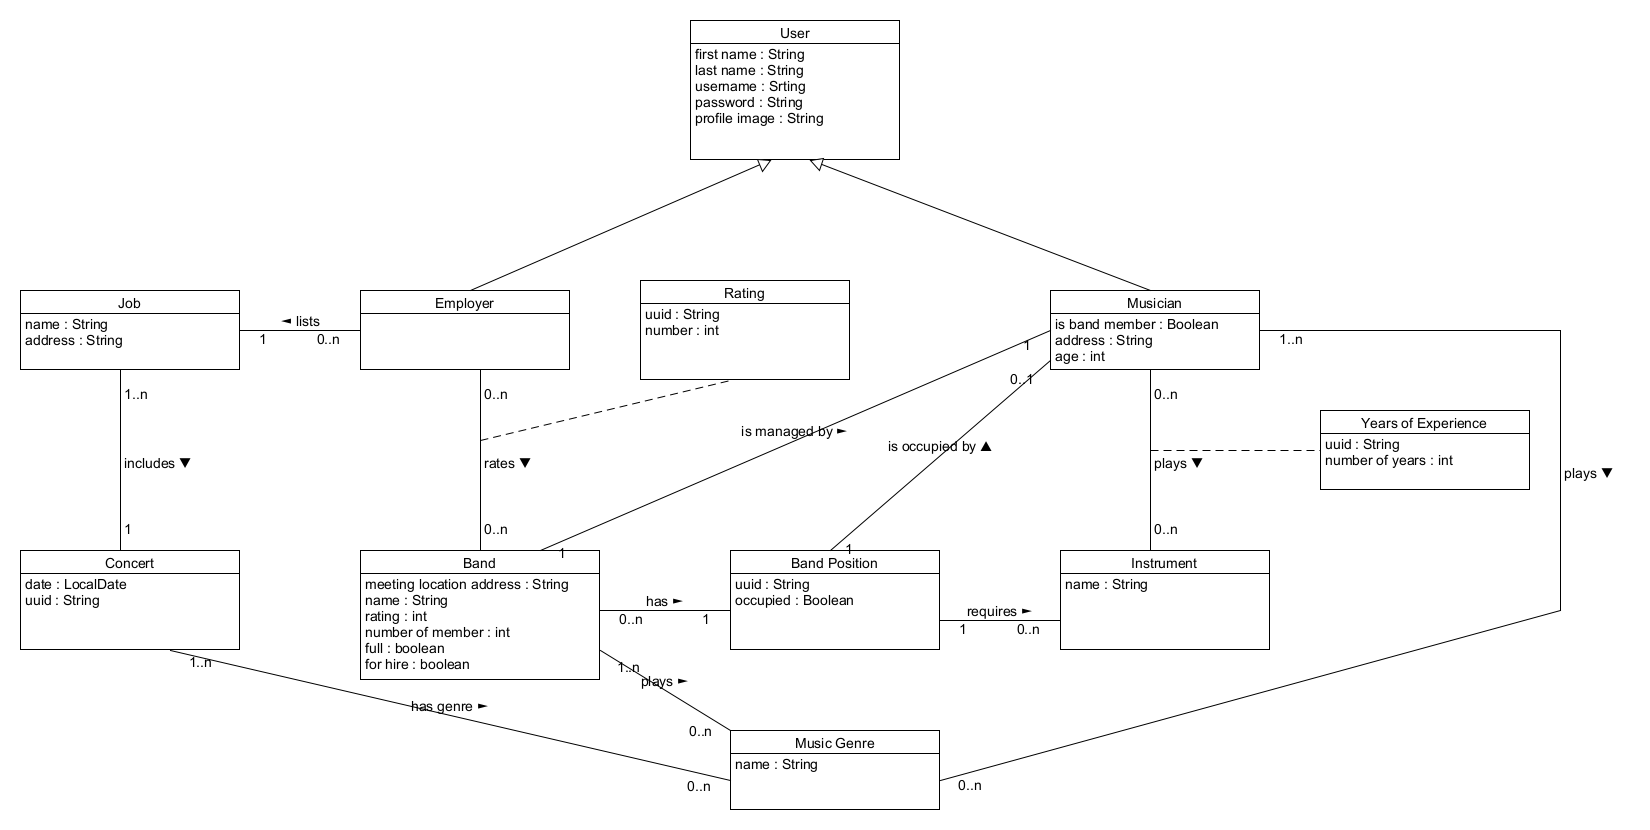 User
first name : String
last name : String
username : Srting
password : String
profile image : String
Job
name : String
address : String
◄ lists
1
0..n
Employer
Rating
uuid : String
number : int
Musician
is band member : Boolean
address : String
age : int
1..n
1
0..1
1..n
0..n
0..n
Years of Experience
uuid : String
number of years : int
is managed by ►
is occupied by ▲
includes ▼
rates ▼
plays ▼
plays ▼
1
0..n
0..n
1
1
Concert
date : LocalDate
uuid : String
Band
meeting location address : String
name : String
rating : int
number of member : int
full : boolean
for hire : boolean
has ►
0..n
1
Band Position
uuid : String
occupied : Boolean
requires ►
1
0..n
Instrument
name : String
1..n
1..n
plays ►
has genre ►
0..n
Music Genre
name : String
0..n
0..n